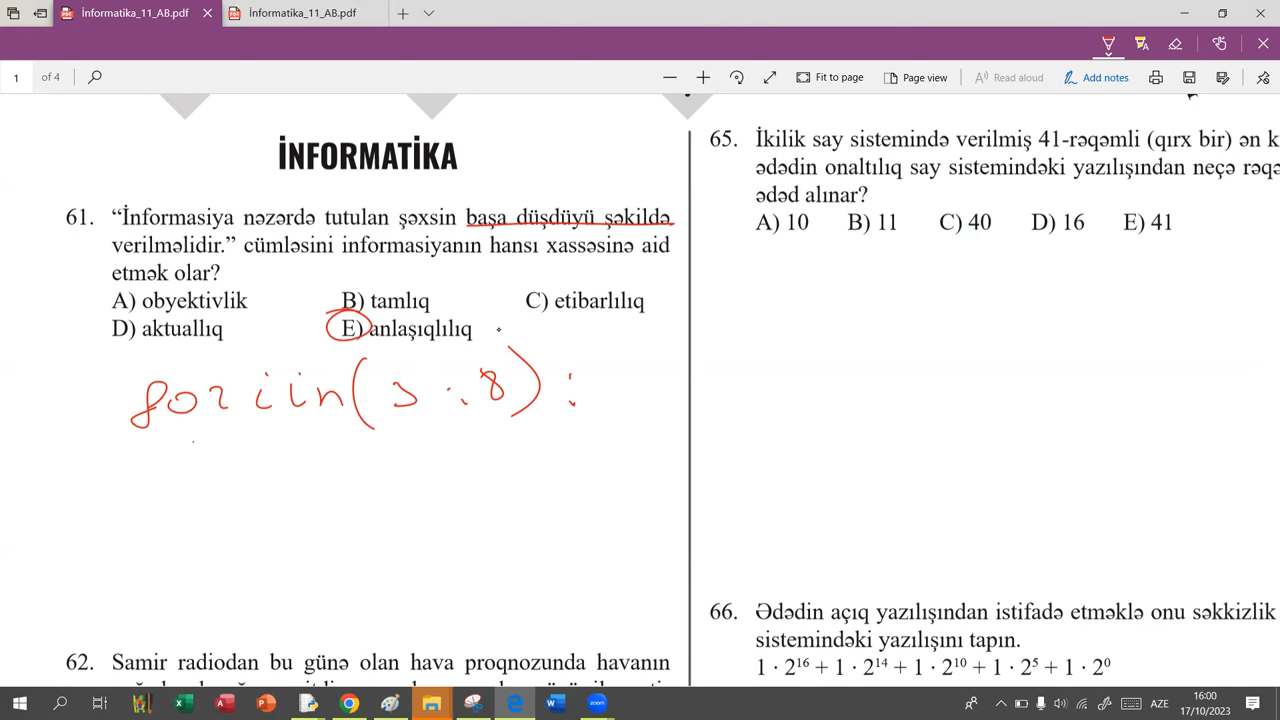 İnformatika_11_AB.pdf
İnformatika_11_AB.pdf
1 of 4
Fit to page
Page view
Read aloud
Add notes
İNFORMATİKA
61. “İnformasiya nəzərdə tutulan şəxsin başa düşdüyü şəkildə
verilməlidir.” cümləsini informasiyanın hansı xassəsinə aid
etmək olar?
A) obyektivlik B) tamlıq C) etibarlılıq
D) aktuallıq E) anlaşıqlılıq
for i in (3 : 8) :
62. Samir radiodan bu günə olan hava proqnozunda havanın
65. İkilik say sistemində verilmiş 41-rəqəmli (qırx bir) ən k
ədədin onaltılıq say sistemindəki yazılışından neçə rəqə
ədəd alınar?
A) 10 B) 11 C) 40 D) 16 E) 41
66. Ədədin açıq yazılışından istifadə etməklə onu səkkizlik
sistemindəki yazılışını tapın.
1 · 2¹⁶ + 1 · 2¹⁴ + 1 · 2¹⁰ + 1 · 2⁵ + 1 · 2⁰
AZE
16:00
17/10/2023